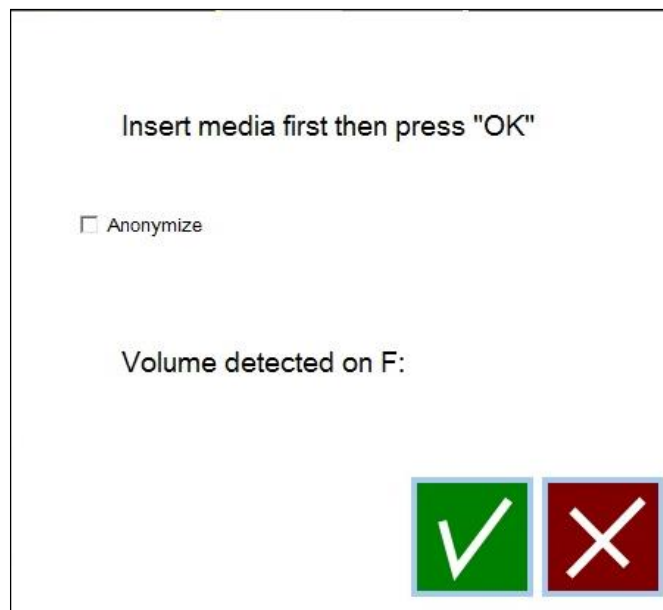 Insert media first then press "OK"
Anonymize
Volume detected on F: